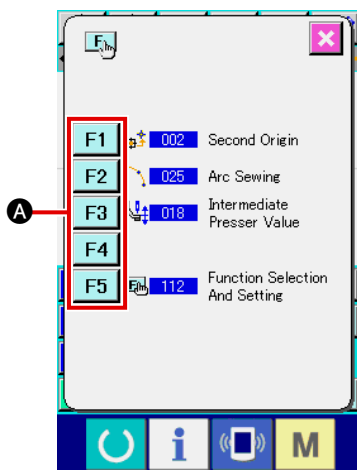 F
X
F1 002 Second Origin
F2 025 Arc Sewing
A F3 018 Intermediate
Presser Value
F4
F5 112 Function Selection
And Setting
i M